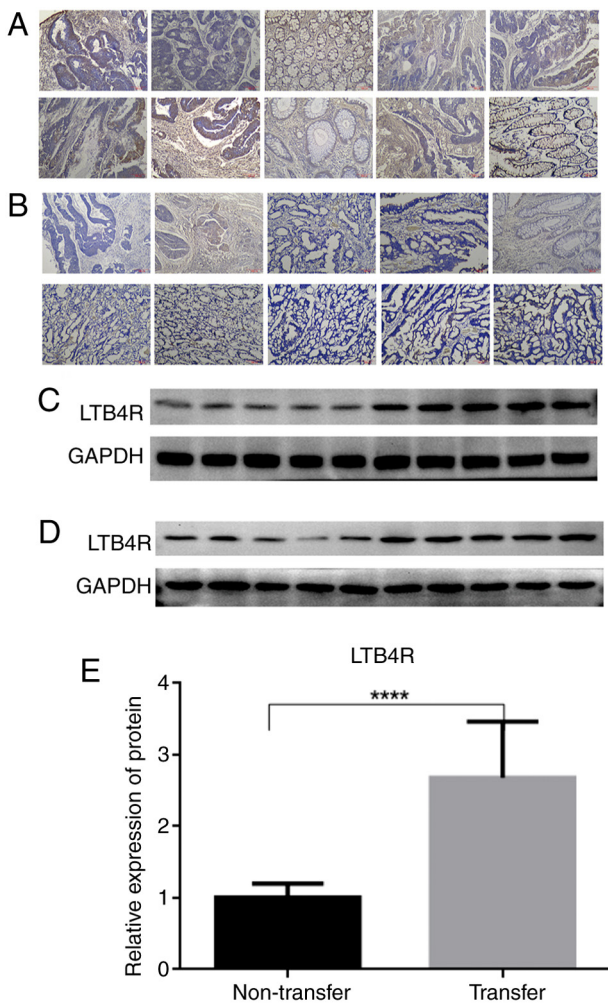 A
B
C
LTB4R
GAPDH
D
LTB4R
GAPDH
E
LTB4R
Relative expression of protein
4
3
2
1
0
****
Non-transfer
Transfer